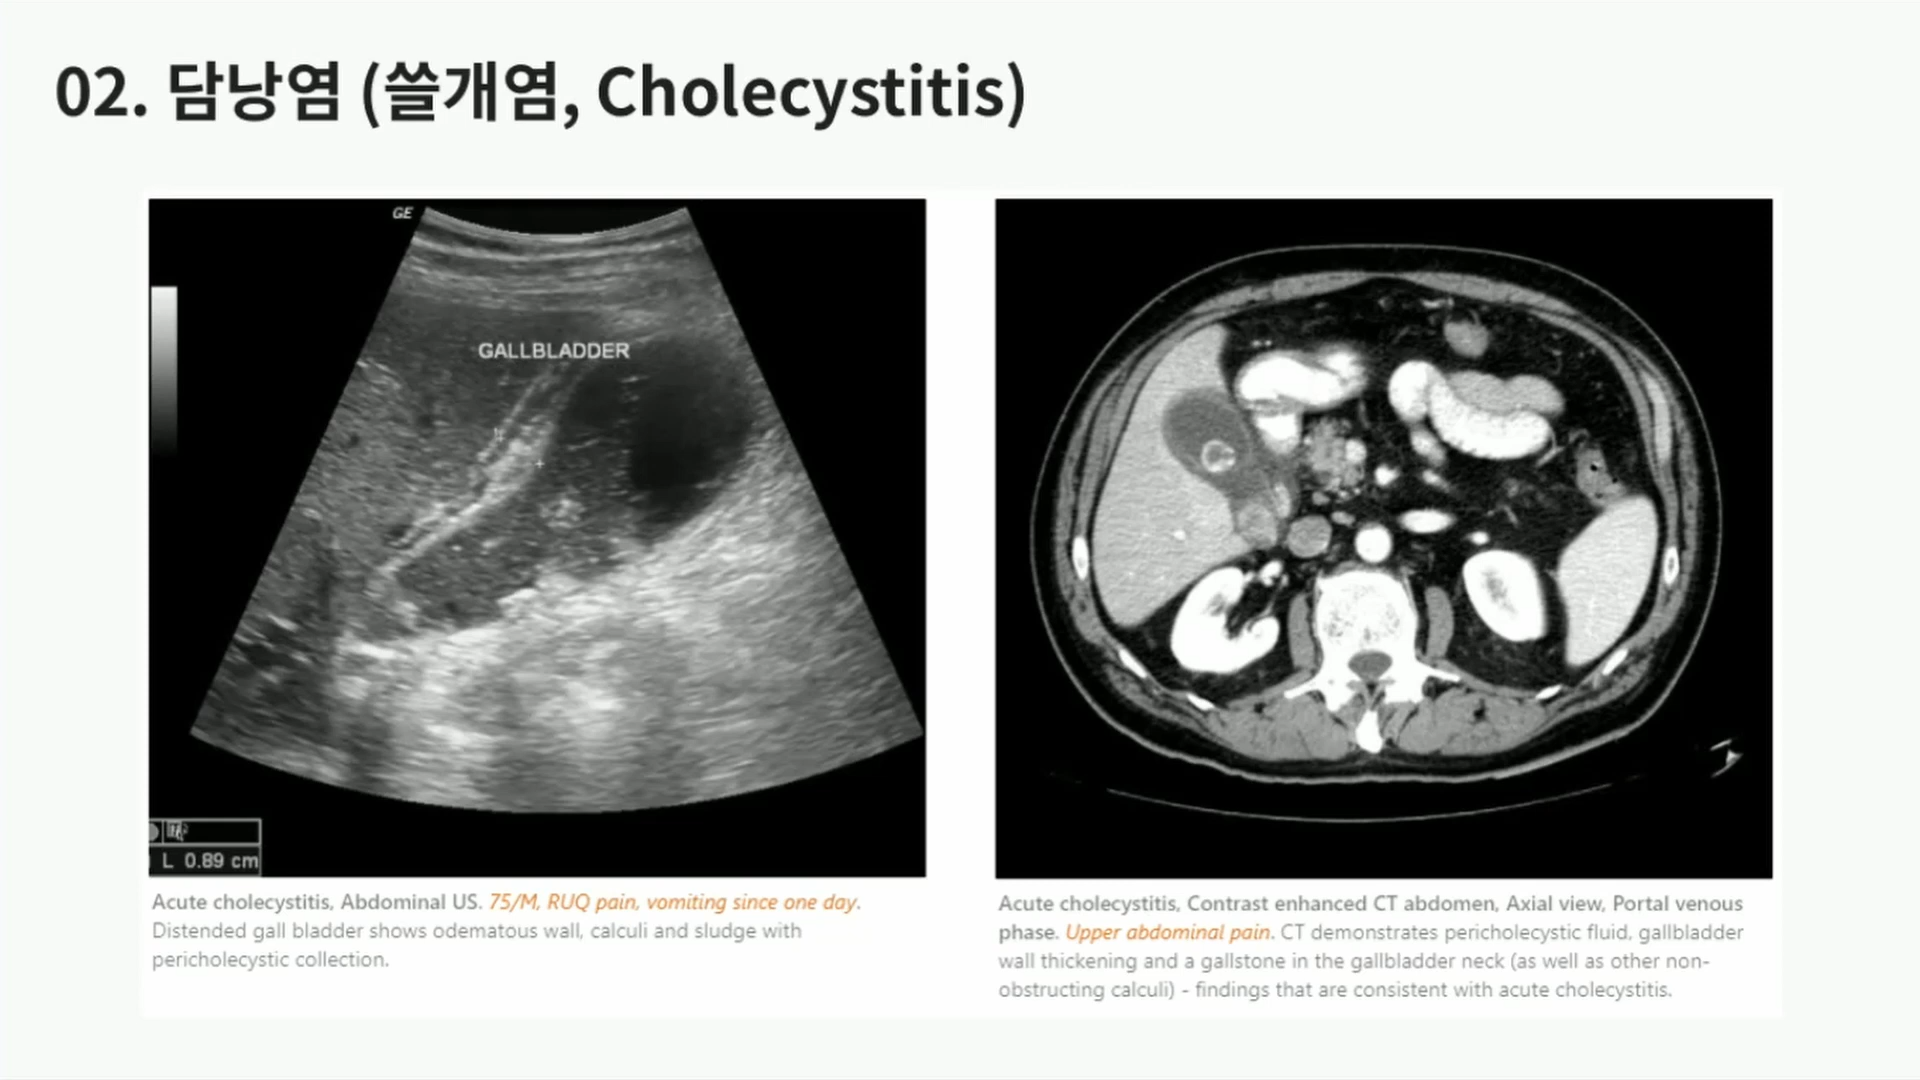 02. 담낭염 (쓸개염, Cholecystitis)
GE
GALLBLADDER
L 0.89 cm
Acute cholecystitis, Abdominal US. 75/M, RUQ pain, vomiting since one day.
Distended gall bladder shows odematous wall, calculi and sludge with
pericholecystic collection.
Acute cholecystitis, Contrast enhanced CT abdomen, Axial view, Portal venous
phase. Upper abdominal pain. CT demonstrates pericholecystic fluid, gallbladder
wall thickening and a gallstone in the gallbladder neck (as well as other non-
obstructing calculi) - findings that are consistent with acute cholecystitis.